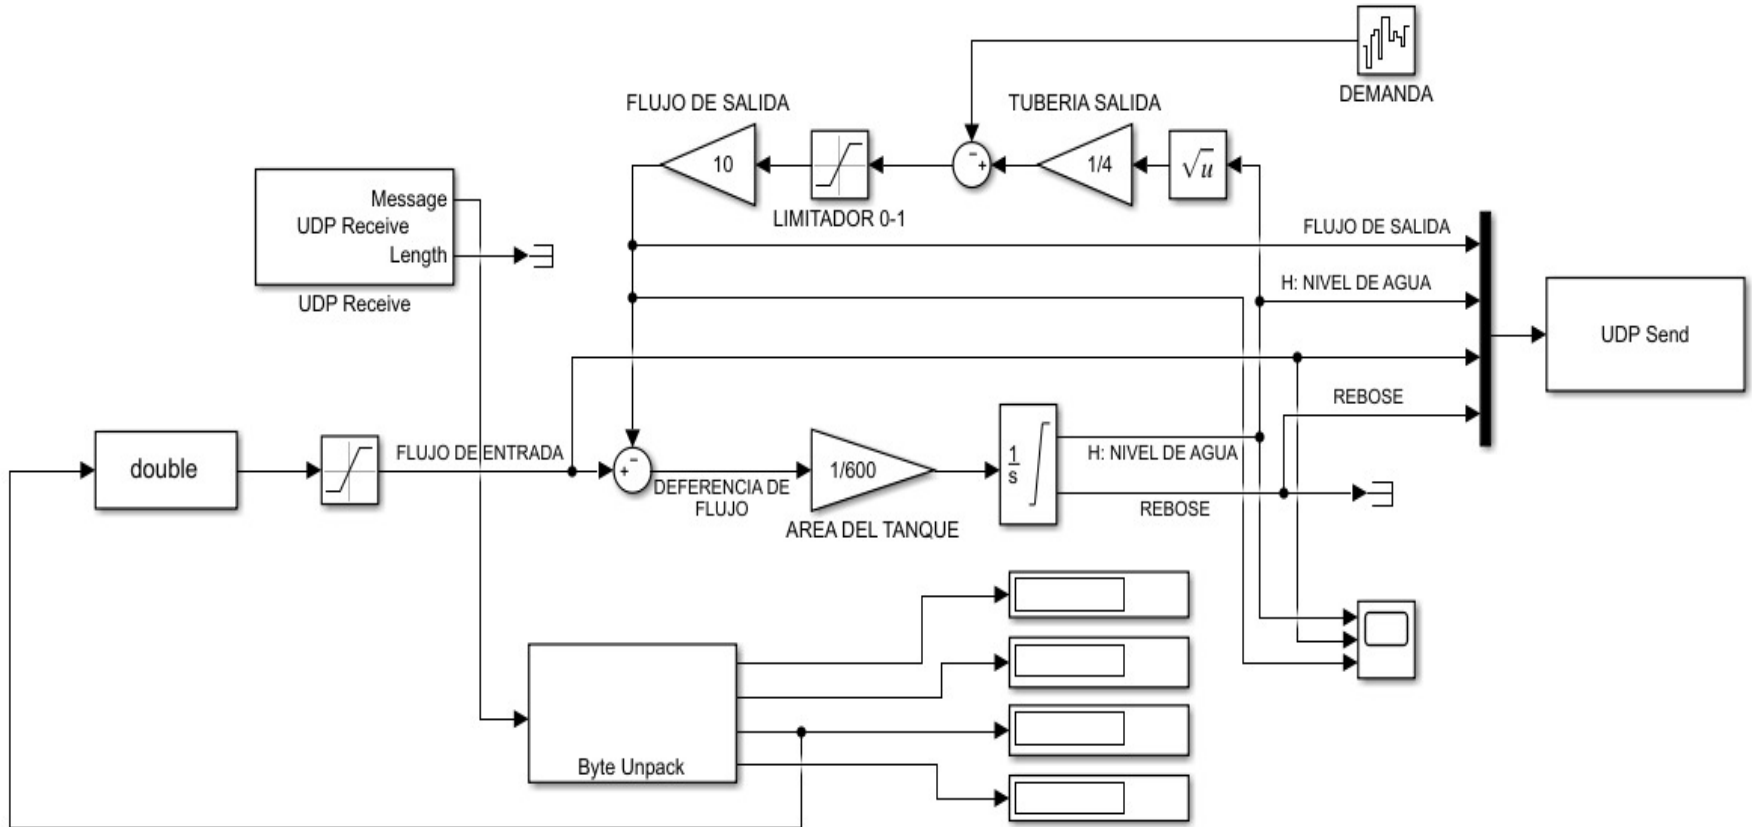 DEMANDA
FLUJO DE SALIDA
TUBERIA SALIDA
10
1/4
√u
LIMITADOR 0-1
Message
UDP Receive
Length
UDP Receive
FLUJO DE SALIDA
H: NIVEL DE AGUA
UDP Send
REBOSE
double
FLUJO DE ENTRADA
+
−
−
+
DEFERENCIA DE
FLUJO
1/600
AREA DEL TANQUE
1
s
H: NIVEL DE AGUA
REBOSE
Byte Unpack